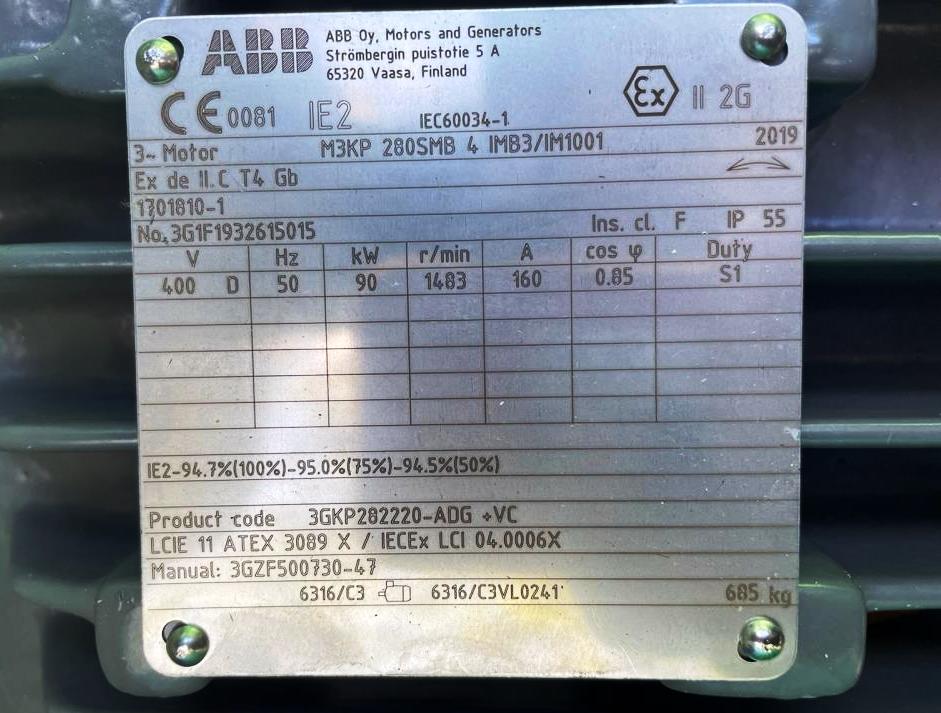 ABB
ABB Oy, Motors and Generators
Strömbergin puistotie 5 A
65320 Vaasa, Finland
CE 0081 IE2 IEC60034-1 Ex II 2G
3~ Motor M3KP 280SMB 4 IMB3/IM1001 2019
Ex de II.C T4 Gb
1701810-1
No. 3G1F1932615015 Ins. cl. F IP 55
V Hz kW r/min A cos φ Duty
400 D 50 90 1483 160 0.85 S1
IE2-94.7%(100%)-95.0%(75%)-94.5%(50%)
Product code 3GKP282220-ADG +VC
LCIE 11 ATEX 3089 X / IECEx LCI 04.0006X
Manual: 3GZF500730-47
6316/C3 6316/C3VL0241 685 kg